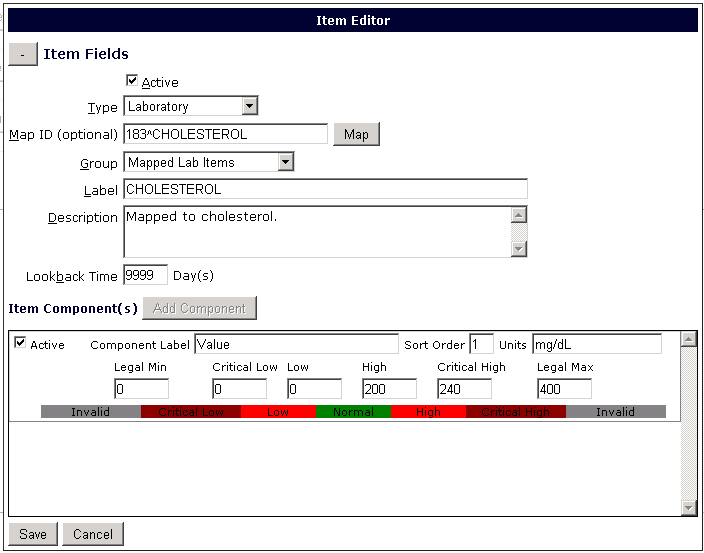 Item Editor
- Item Fields
Active
Type Laboratory
Map ID (optional) 183^CHOLESTEROL Map
Group Mapped Lab Items
Label CHOLESTEROL
Description Mapped to cholesterol.
Lookback Time 9999 Day(s)
Item Component(s) Add Component
Active Component Label Value Sort Order 1 Units mg/dL
Legal Min Critical Low Low High Critical High Legal Max
0 0 0 200 240 400
Invalid Critical Low Low Normal High Critical High Invalid
Save Cancel